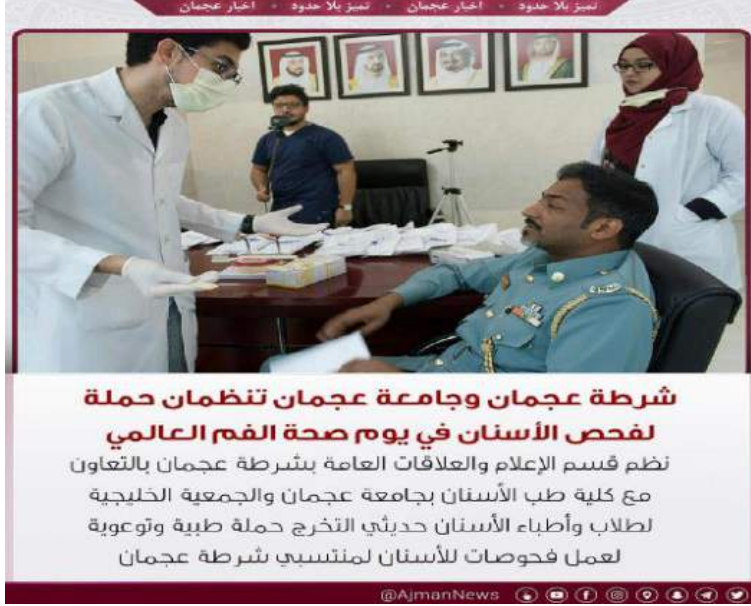 تميز بلا حدود • اخبار عجمان • تميز بلا حدود • اخبار عجمان
شرطة عجمان وجامعة عجمان تنظمان حملة
لفحص الأسنان في يوم صحة الفم العالمي
نظم قسم الإعلام والعلاقات العامة بشرطة عجمان بالتعاون
مع كلية طب الأسنان بجامعة عجمان والجمعية الخليجية
لطلاب وأطباء الأسنان حديثي التخرج حملة طبية وتوعوية
لعمل فحوصات للأسنان لمنتسبي شرطة عجمان
@AjmanNews